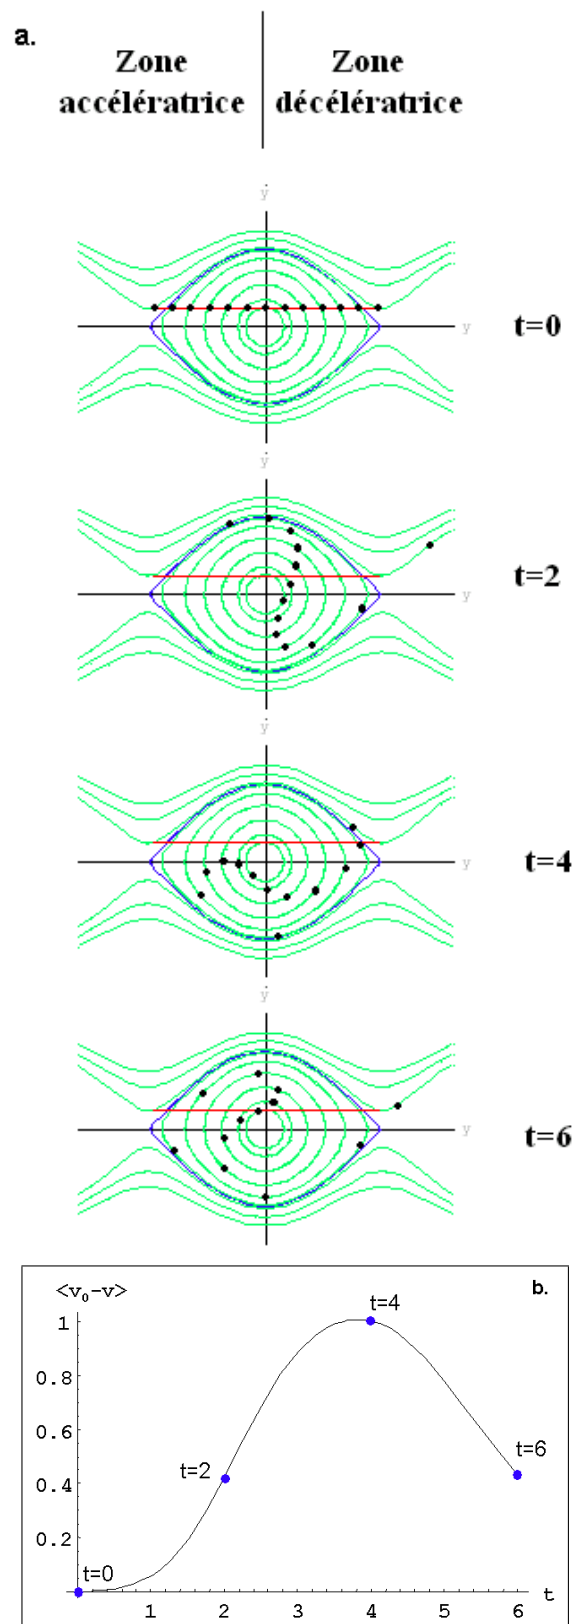 a.
Zone Zone
accélératrice décélératrice
y
y
t=0
y
y
t=2
y
y
t=4
y
y
t=6
<v₀-v> b.
t=4
1
0.8
0.6
t=6
t=2
0.4
0.2
t=0
1 2 3 4 5 6 t